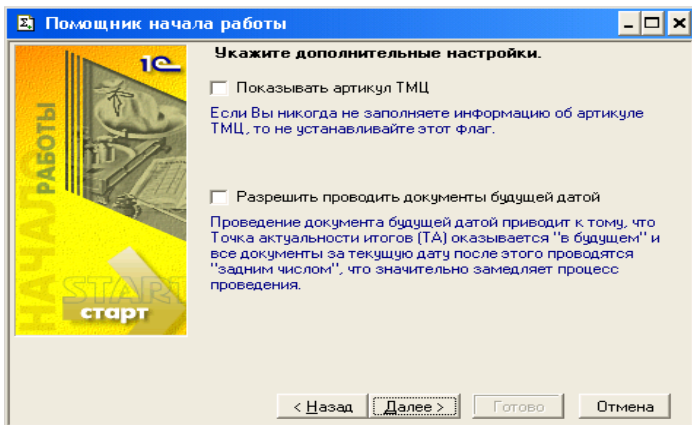 Помощник начала работы
1С
НАЧАЛО
РАБОТЫ
START
старт
Укажите дополнительные настройки.
Показывать артикул ТМЦ
Если Вы никогда не заполняете информацию об артикуле
ТМЦ, то не устанавливайте этот флаг.
Разрешить проводить документы будущей датой
Проведение документа будущей датой приводит к тому, что
Точка актуальности итогов (ТА) оказывается "в будущем" и
все документы за текущую дату после этого проводятся
"задним числом", что значительно замедляет процесс
проведения.
< Назад
Далее >
Готово
Отмена